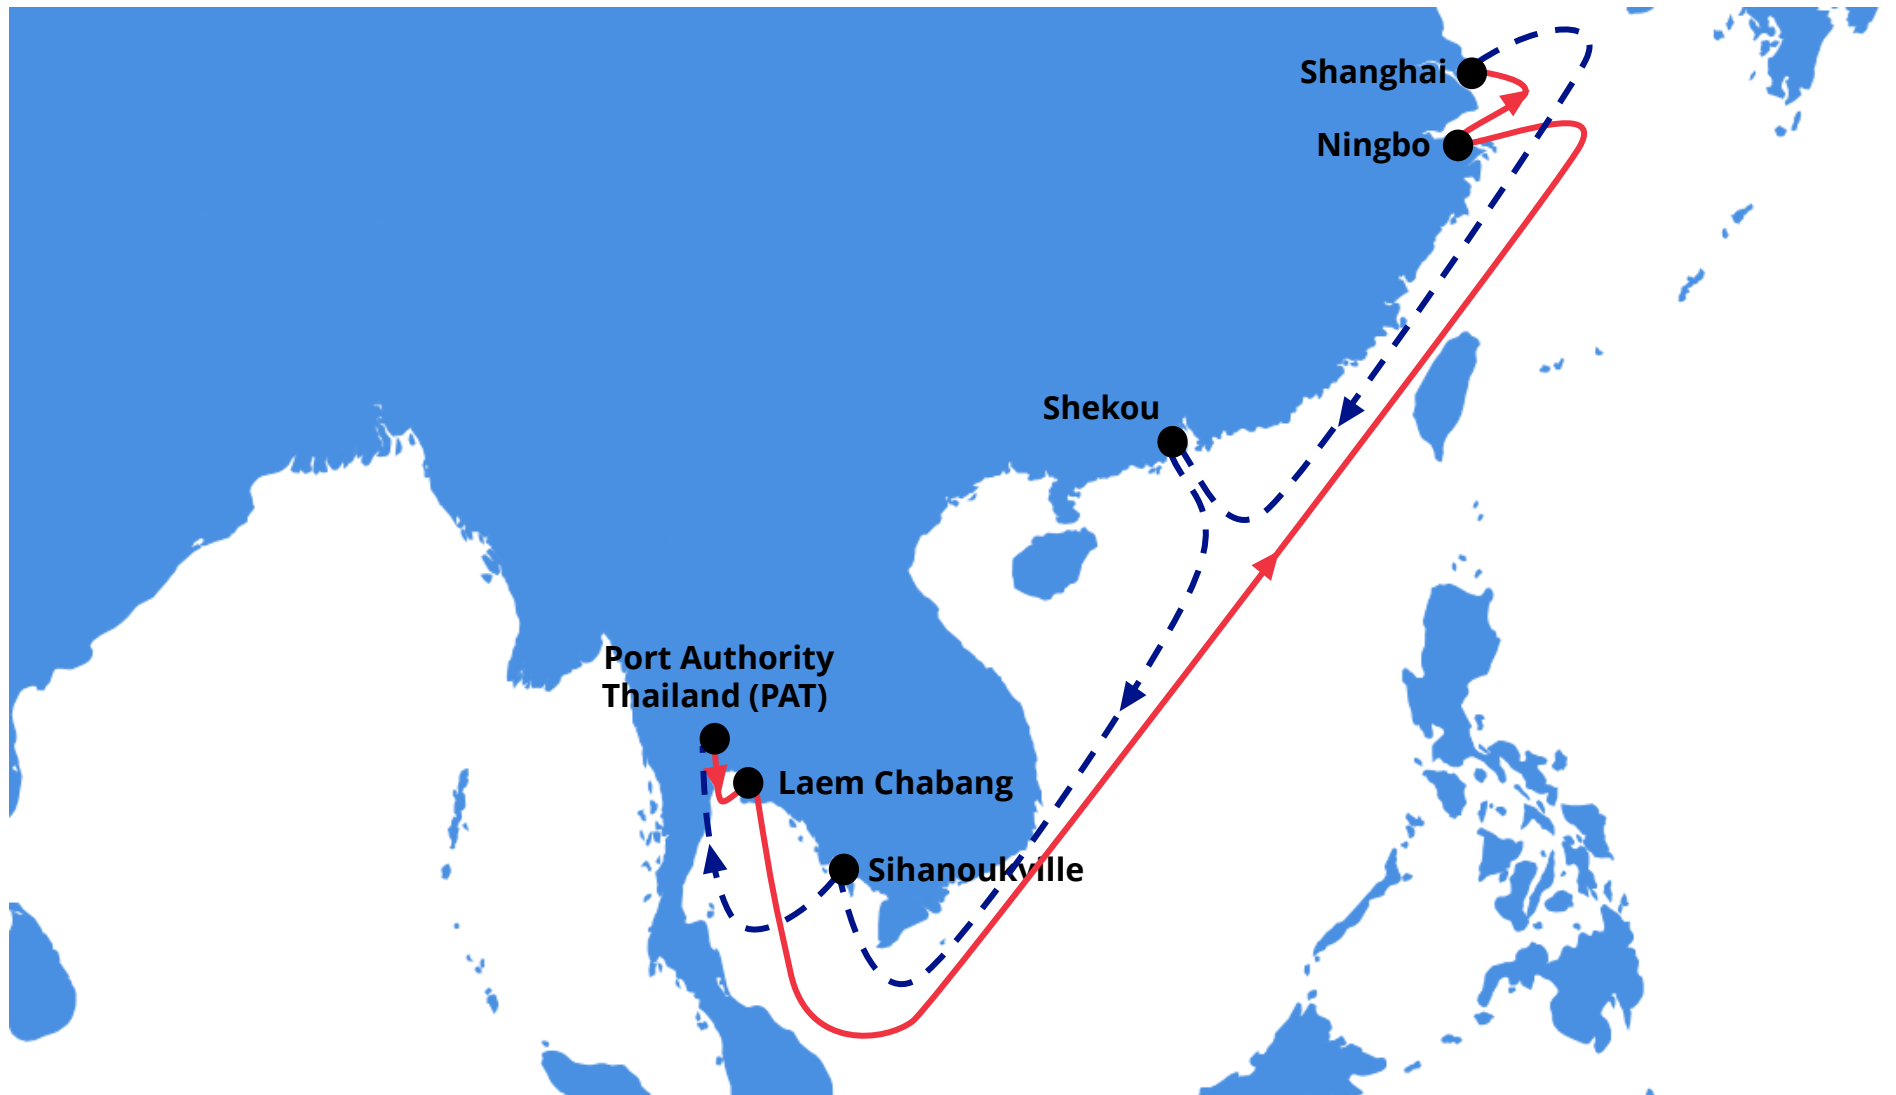 Shanghai
Ningbo
Shekou
Port Authority
Thailand (PAT)
Laem Chabang
Sihanoukville